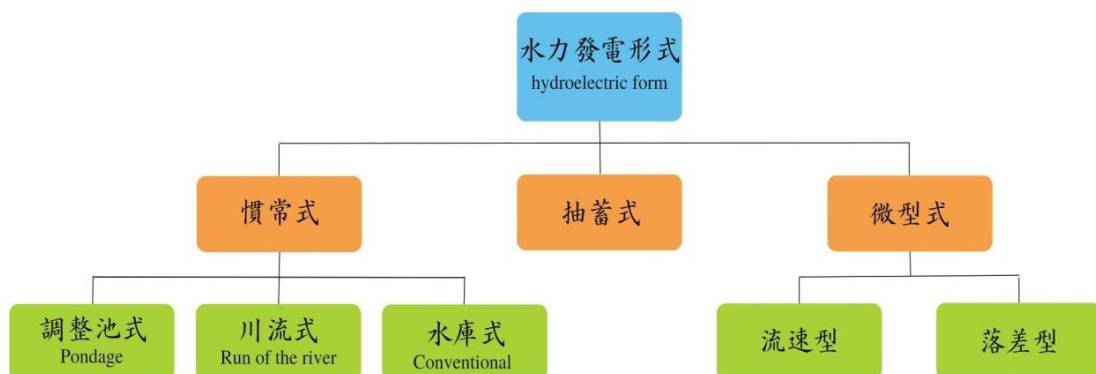 水力發電形式
hydroelectric form
慣常式
抽蓄式
微型式
調整池式
Pondage
川流式
Run of the river
水庫式
Conventional
流速型
落差型